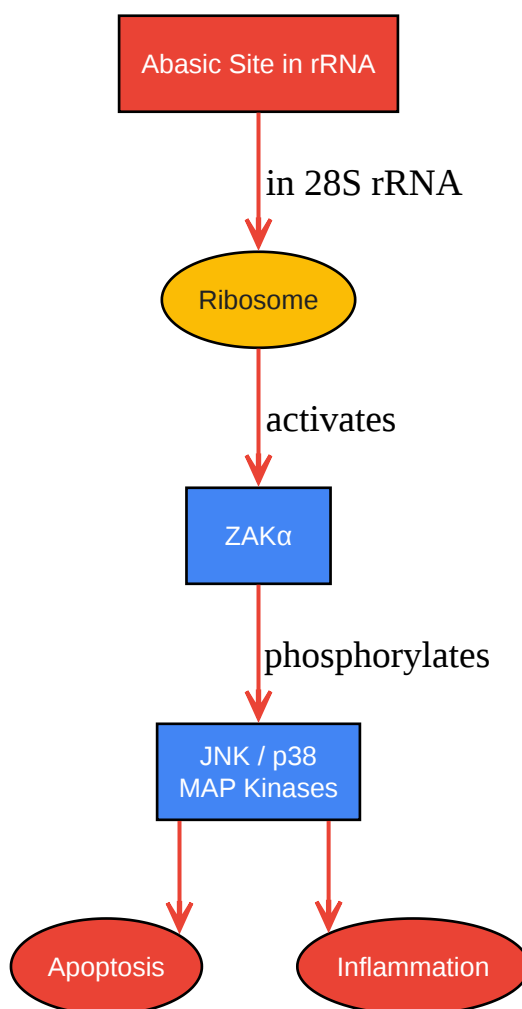 Abasic Site in rRNA
in 28S rRNA
Ribosome
activates
ZAKα
phosphorylates
JNK / p38
MAP Kinases
Apoptosis
Inflammation